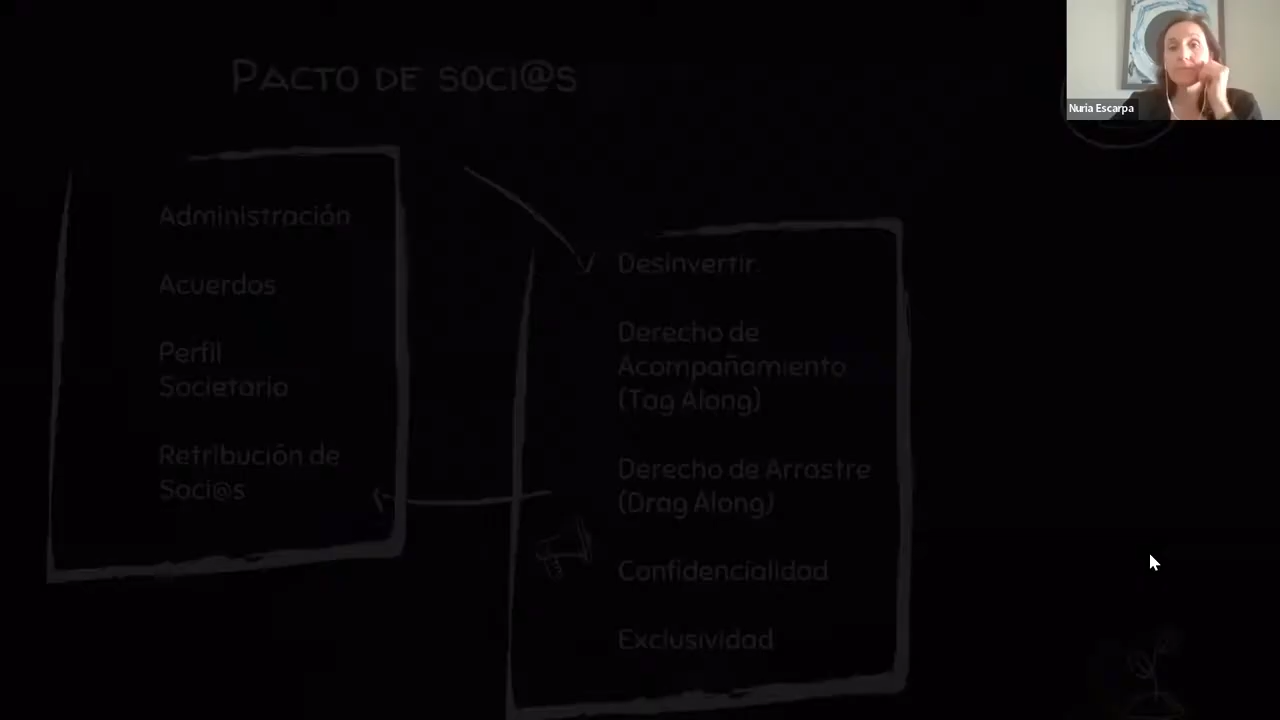 PACTO DE SOCI@S
Nuria Escarpa
Administración
Acuerdos
Perfil
Societario
Retribución de
Soci@s
Desinvertir
Derecho de
Acompañamiento
(Tag Along)
Derecho de Arrastre
(Drag Along)
Confidencialidad
Exclusividad